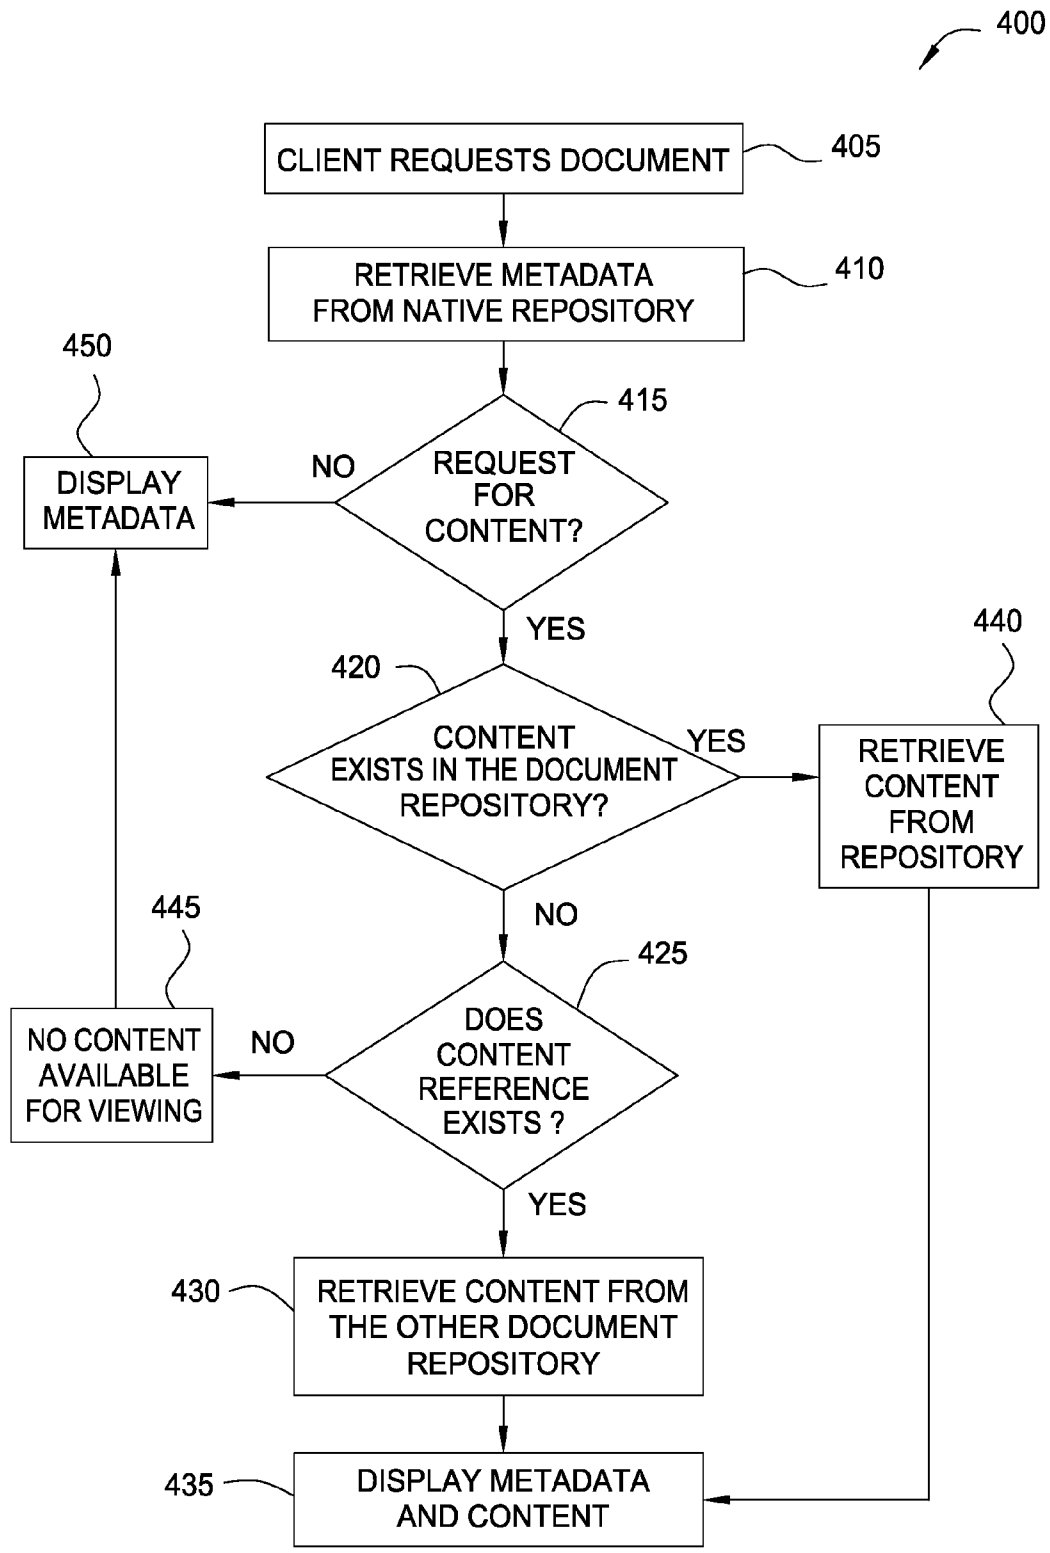 400
CLIENT REQUESTS DOCUMENT
405
RETRIEVE METADATA
FROM NATIVE REPOSITORY
410
450
415
REQUEST
FOR
CONTENT?
NO
DISPLAY
METADATA
YES
420
440
CONTENT
EXISTS IN THE DOCUMENT
REPOSITORY?
YES
RETRIEVE
CONTENT
FROM
REPOSITORY
NO
445
425
DOES
CONTENT
REFERENCE
EXISTS ?
NO
NO CONTENT
AVAILABLE
FOR VIEWING
YES
430
RETRIEVE CONTENT FROM
THE OTHER DOCUMENT
REPOSITORY
435
DISPLAY METADATA
AND CONTENT